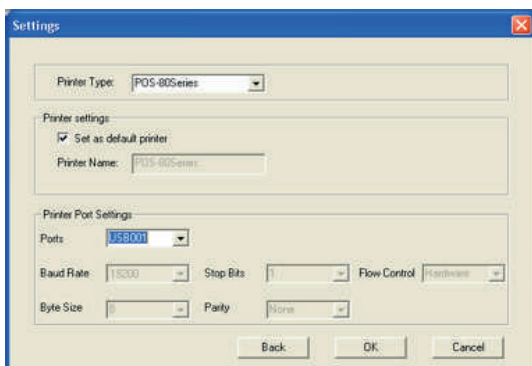 Settings
Printer Type: POS-80Series
Printer settings
Set as default printer
Printer Name: POS-80Series
Printer Port Settings
Ports USB001
Baud Rate 19200 Stop Bits 1 Flow Control Hardware
Byte Size 8 Parity None
Back OK Cancel